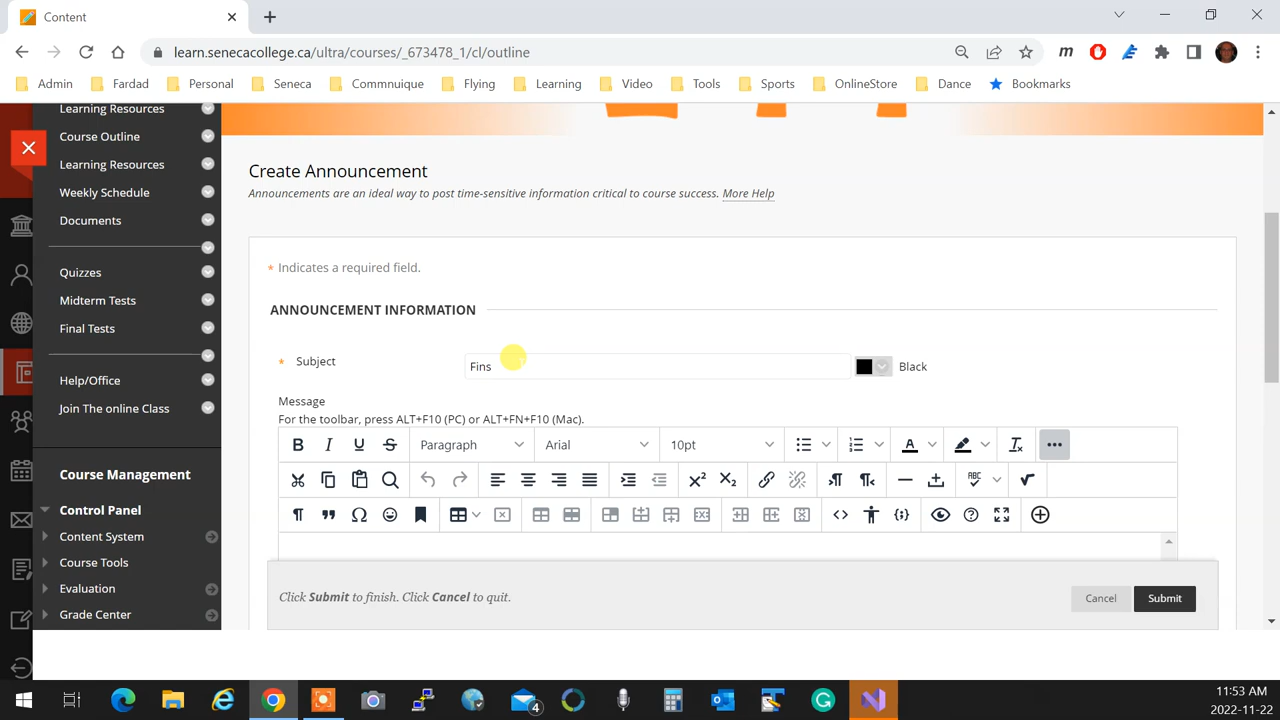 Content
learn.senecacollege.ca/ultra/courses/_673478_1/cl/outline
Admin Fardad Personal Seneca Commnuique Flying Learning Video Tools Sports OnlineStore Dance Bookmarks
Learning Resources
Course Outline
Learning Resources
Weekly Schedule
Documents
Quizzes
Midterm Tests
Final Tests
Help/Office
Join The online Class
Course Management
Control Panel
Content System
Course Tools
Evaluation
Grade Center
Create Announcement
Announcements are an ideal way to post time-sensitive information critical to course success. More Help
* Indicates a required field.
ANNOUNCEMENT INFORMATION
* Subject Fins Black
Message
For the toolbar, press ALT+F10 (PC) or ALT+FN+F10 (Mac).
B I U S Paragraph Arial 10pt A
Click Submit to finish. Click Cancel to quit. Cancel Submit
4
11:53 AM
2022-11-22